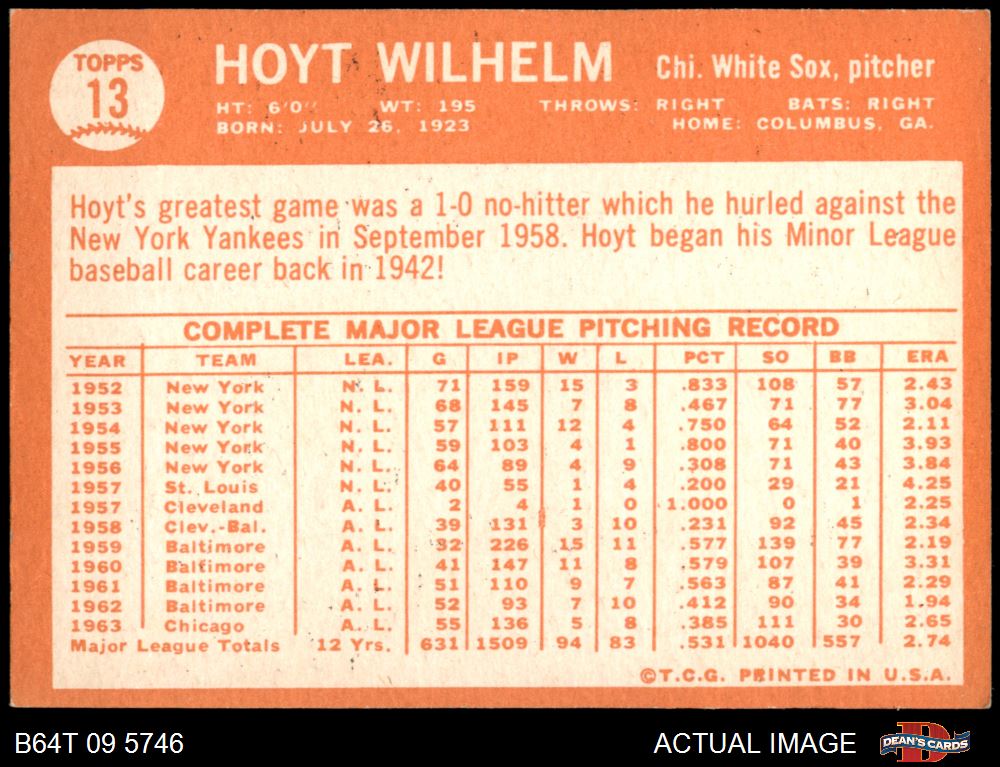 TOPPS
13
HOYT WILHELM Chi. White Sox, pitcher
HT: 6'0" WT: 195 THROWS: RIGHT BATS: RIGHT
BORN: JULY 26, 1923 HOME: COLUMBUS, GA.
Hoyt's greatest game was a 1-0 no-hitter which he hurled against the
New York Yankees in September 1958. Hoyt began his Minor League
baseball career back in 1942!
COMPLETE MAJOR LEAGUE PITCHING RECORD
YEAR TEAM LEA. G IP W L PCT SO BB ERA
1952 New York N. L. 71 159 15 3 .833 108 57 2.43
1953 New York N. L. 68 145 7 8 .467 71 77 3.04
1954 New York N. L. 57 111 12 4 .750 64 52 2.11
1955 New York N. L. 59 103 4 1 .800 71 40 3.93
1956 New York N. L. 64 89 4 9 .308 71 43 3.84
1957 St. Louis N. L. 40 55 1 4 .200 29 21 4.25
1957 Cleveland A. L. 2 4 1 0 1.000 0 1 2.25
1958 Clev.-Bal. A. L. 39 131 3 10 .231 92 45 2.34
1959 Baltimore A. L. 32 226 15 11 .577 139 77 2.19
1960 Baltimore A. L. 41 147 11 8 .579 107 39 3.31
1961 Baltimore A. L. 51 110 9 7 .563 87 41 2.29
1962 Baltimore A. L. 52 93 7 10 .412 90 34 1.94
1963 Chicago A. L. 55 136 5 8 .385 111 30 2.65
Major League Totals 12 Yrs. 631 1509 94 83 .531 1040 557 2.74
©T.C.G. PRINTED IN U.S.A.
B64T 09 5746 ACTUAL IMAGE D DEAN'S CARDS